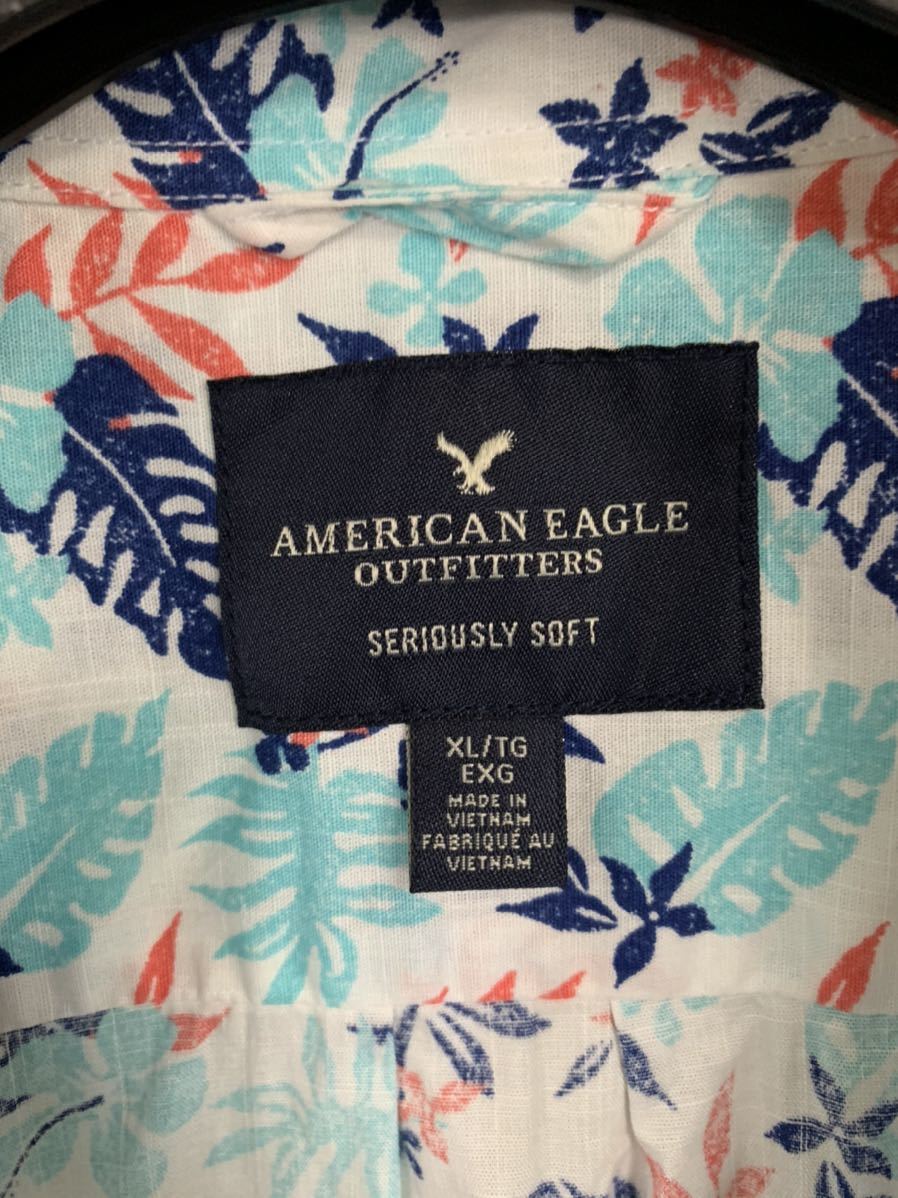 AMERICAN EAGLE
OUTFITTERS
SERIOUSLY SOFT
XL/TG
EXG
MADE IN
VIETNAM
FABRIQUÉ AU
VIETNAM